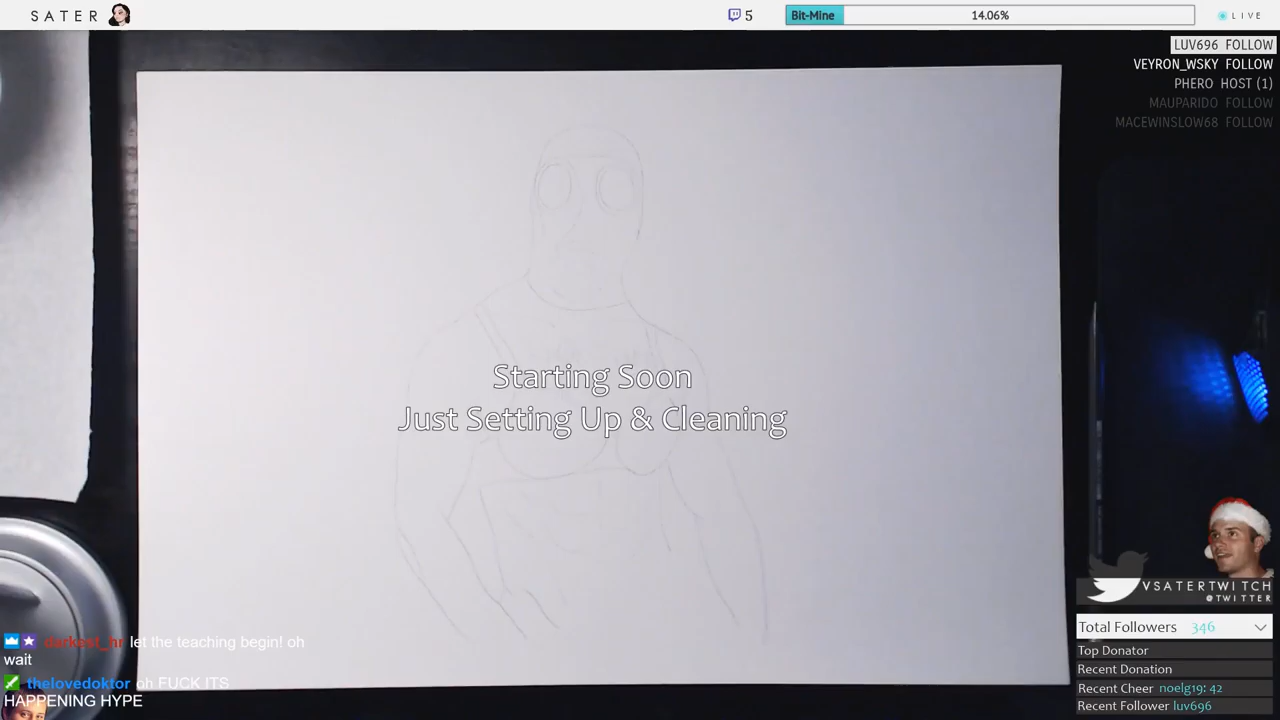 SATER
5
Bit-Mine
14.06%
LIVE
LUV696 FOLLOW
VEYRON_WSKY FOLLOW
PHERO HOST (1)
MAUPARIDO FOLLOW
MACEWINSLOW68 FOLLOW
Starting Soon
Just Setting Up & Cleaning
VSATERTWITCH
@TWITTER
Total Followers 346
Top Donator
Recent Donation
Recent Cheer noelg19: 42
Recent Follower luv696
darkest_hr let the teaching begin! oh
wait
thelovedoktor oh FUCK ITS
HAPPENING HYPE